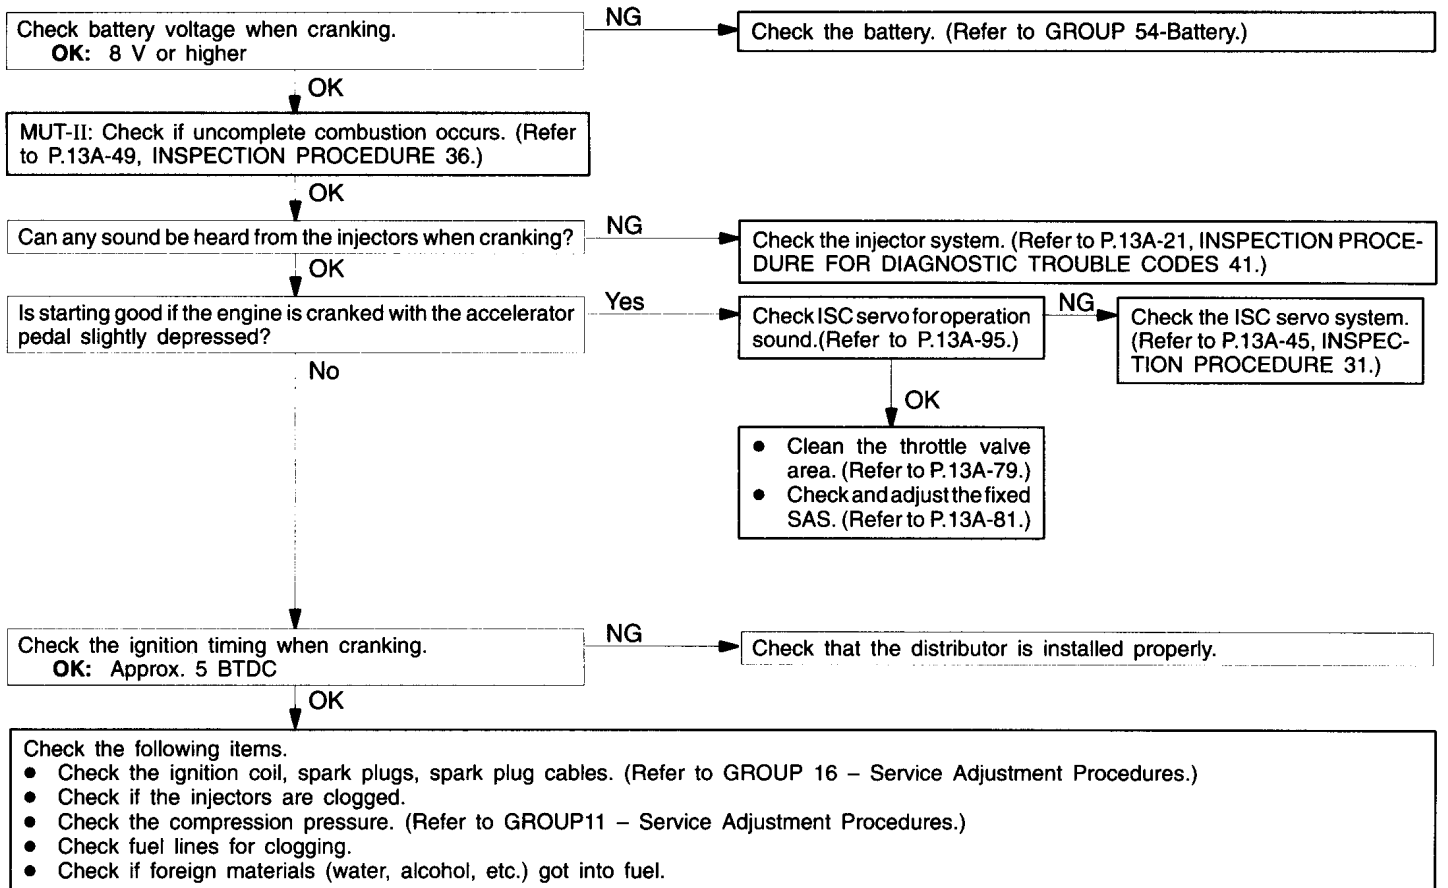 Check battery voltage when cranking.
OK: 8 V or higher
NG
Check the battery. (Refer to GROUP 54-Battery.)
OK
MUT-II: Check if uncomplete combustion occurs. (Refer
to P.13A-49, INSPECTION PROCEDURE 36.)
OK
Can any sound be heard from the injectors when cranking?
NG
Check the injector system. (Refer to P.13A-21, INSPECTION PROCE-
DURE FOR DIAGNOSTIC TROUBLE CODES 41.)
OK
Is starting good if the engine is cranked with the accelerator
pedal slightly depressed?
Yes
Check ISC servo for operation
sound.(Refer to P.13A-95.)
NG
Check the ISC servo system.
(Refer to P.13A-45, INSPEC-
TION PROCEDURE 31.)
OK
● Clean the throttle valve
area. (Refer to P.13A-79.)
● Check and adjust the fixed
SAS. (Refer to P.13A-81.)
No
Check the ignition timing when cranking.
OK: Approx. 5 BTDC
NG
Check that the distributor is installed properly.
OK
Check the following items.
● Check the ignition coil, spark plugs, spark plug cables. (Refer to GROUP 16 – Service Adjustment Procedures.)
● Check if the injectors are clogged.
● Check the compression pressure. (Refer to GROUP11 – Service Adjustment Procedures.)
● Check fuel lines for clogging.
● Check if foreign materials (water, alcohol, etc.) got into fuel.